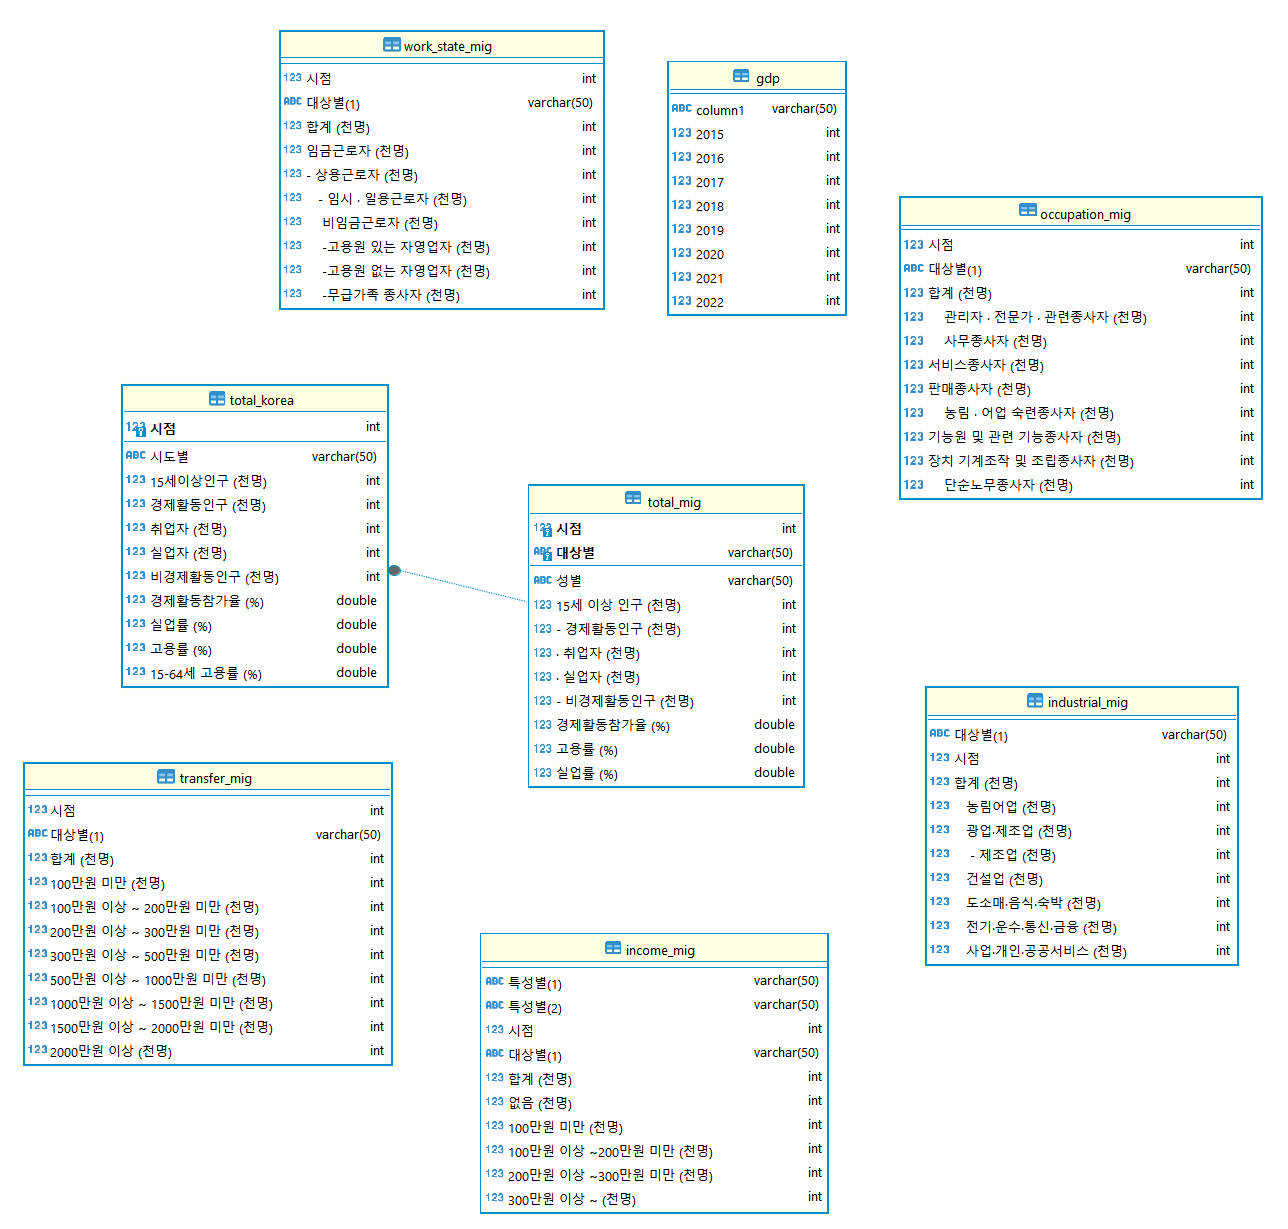 work_state_mig
123 시점 int
ABC 대상별(1) varchar(50)
123 합계 (천명) int
123 임금근로자 (천명) int
123 - 상용근로자 (천명) int
123 - 임시 · 일용근로자 (천명) int
123 비임금근로자 (천명) int
123 -고용원 있는 자영업자 (천명) int
123 -고용원 없는 자영업자 (천명) int
123 -무급가족 종사자 (천명) int
gdp
ABC column1 varchar(50)
123 2015 int
123 2016 int
123 2017 int
123 2018 int
123 2019 int
123 2020 int
123 2021 int
123 2022 int
occupation_mig
123 시점 int
ABC 대상별(1) varchar(50)
123 합계 (천명) int
123 관리자 · 전문가 · 관련종사자 (천명) int
123 사무종사자 (천명) int
123 서비스종사자 (천명) int
123 판매종사자 (천명) int
123 농림 · 어업 숙련종사자 (천명) int
123 기능원 및 관련 기능종사자 (천명) int
123 장치 기계조작 및 조립종사자 (천명) int
123 단순노무종사자 (천명) int
total_korea
123 시점 int
ABC 시도별 varchar(50)
123 15세이상인구 (천명) int
123 경제활동인구 (천명) int
123 취업자 (천명) int
123 실업자 (천명) int
123 비경제활동인구 (천명) int
123 경제활동참가율 (%) double
123 실업률 (%) double
123 고용률 (%) double
123 15-64세 고용률 (%) double
total_mig
123 시점 int
ABC 대상별 varchar(50)
ABC 성별 varchar(50)
123 15세 이상 인구 (천명) int
123 - 경제활동인구 (천명) int
123 · 취업자 (천명) int
123 · 실업자 (천명) int
123 - 비경제활동인구 (천명) int
123 경제활동참가율 (%) double
123 고용률 (%) double
123 실업률 (%) double
industrial_mig
ABC 대상별(1) varchar(50)
123 시점 int
123 합계 (천명) int
123 농림어업 (천명) int
123 광업·제조업 (천명) int
123 - 제조업 (천명) int
123 건설업 (천명) int
123 도소매·음식·숙박 (천명) int
123 전기·운수·통신·금융 (천명) int
123 사업·개인·공공서비스 (천명) int
transfer_mig
123 시점 int
ABC 대상별(1) varchar(50)
123 합계 (천명) int
123 100만원 미만 (천명) int
123 100만원 이상 ~ 200만원 미만 (천명) int
123 200만원 이상 ~ 300만원 미만 (천명) int
123 300만원 이상 ~ 500만원 미만 (천명) int
123 500만원 이상 ~ 1000만원 미만 (천명) int
123 1000만원 이상 ~ 1500만원 미만 (천명) int
123 1500만원 이상 ~ 2000만원 미만 (천명) int
123 2000만원 이상 (천명) int
income_mig
ABC 특성별(1) varchar(50)
ABC 특성별(2) varchar(50)
123 시점 int
ABC 대상별(1) varchar(50)
123 합계 (천명) int
123 없음 (천명) int
123 100만원 미만 (천명) int
123 100만원 이상 ~200만원 미만 (천명) int
123 200만원 이상 ~300만원 미만 (천명) int
123 300만원 이상 ~ (천명) int